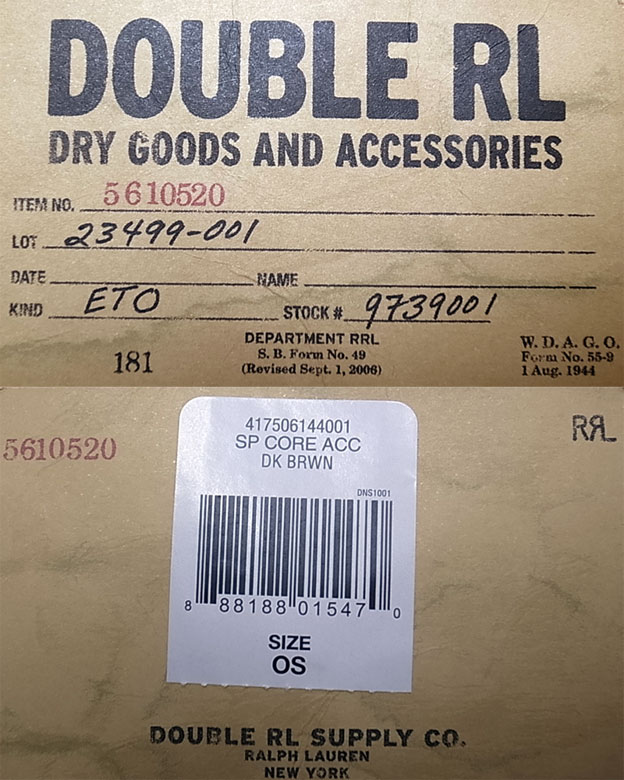 DOUBLE RL
DRY GOODS AND ACCESSORIES
ITEM NO. 5610520
LOT 23499-001
DATE NAME
KIND ETO STOCK # 9739001
181
DEPARTMENT RRL
S. B. Form No. 49
(Revised Sept. 1, 2006)
W. D. A. G. O.
Form No. 55-9
1 Aug. 1944
5610520
417506144001
SP CORE ACC
DK BRWN
DNS1001
8 88188 01547 0
SIZE
OS
RRL
DOUBLE RL SUPPLY CO.
RALPH LAUREN
NEW YORK